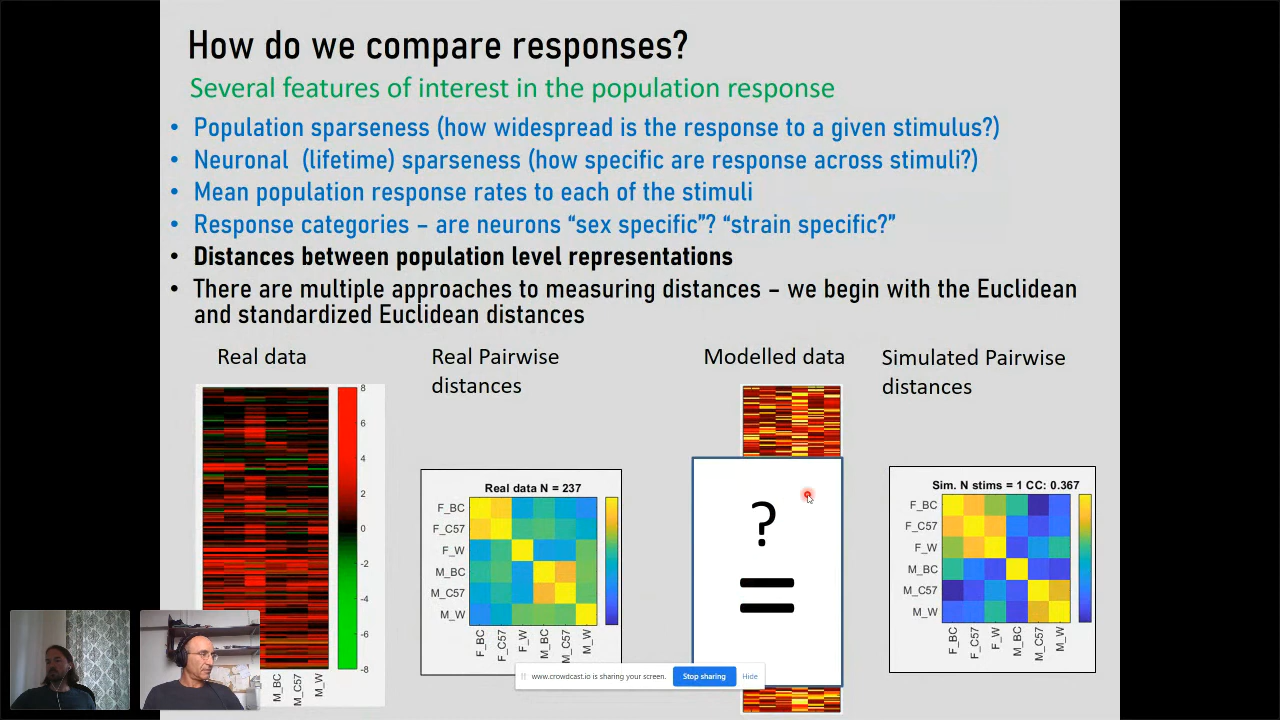 How do we compare responses?
Several features of interest in the population response
• Population sparseness (how widespread is the response to a given stimulus?)
• Neuronal (lifetime) sparseness (how specific are response across stimuli?)
• Mean population response rates to each of the stimuli
• Response categories – are neurons “sex specific”? “strain specific?”
• Distances between population level representations
• There are multiple approaches to measuring distances – we begin with the Euclidean
and standardized Euclidean distances
Real data
Real Pairwise
distances
Modelled data
Simulated Pairwise
distances
8
6
4
2
0
-2
-4
-6
-8
M_BC
M_C57
M_W
Real data N = 237
F_BC
F_C57
F_W
M_BC
M_C57
M_W
F_BC
F_C57
F_W
M_BC
M_C57
M_W
?
=
Sim. N stims = 1 CC: 0.367
F_BC
F_C57
F_W
M_BC
M_C57
M_W
F_BC
F_C57
F_W
M_BC
M_C57
M_W
www.crowdcast.io is sharing your screen.
Stop sharing
Hide